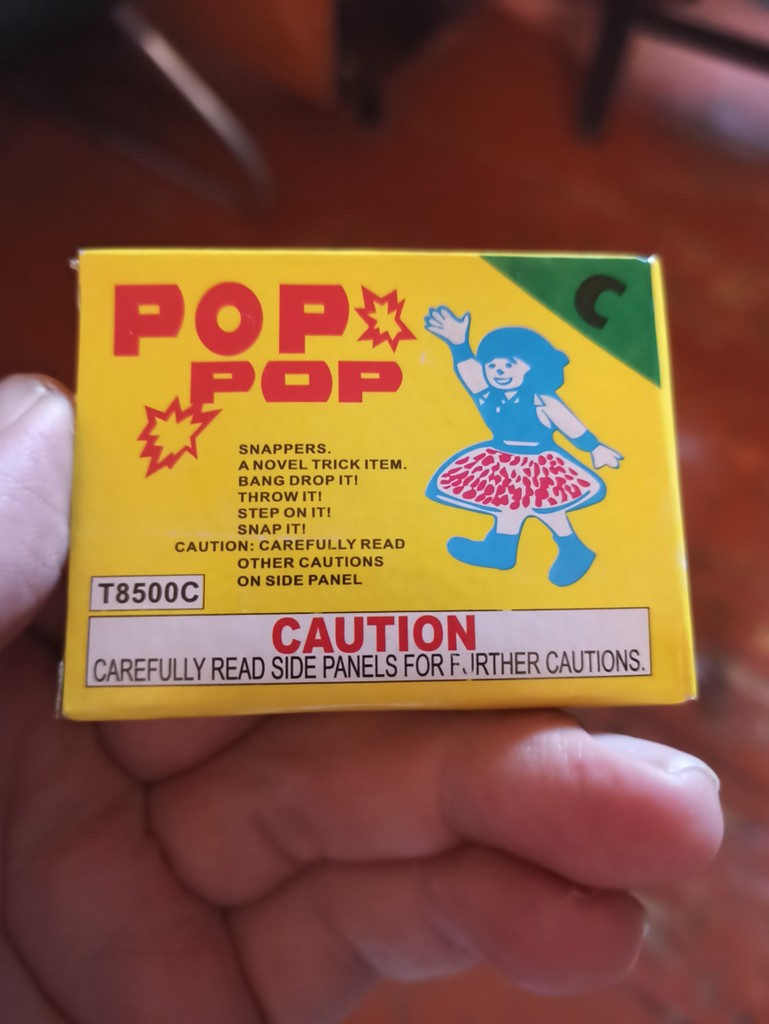 POP
POP
C
SNAPPERS.
A NOVEL TRICK ITEM.
BANG DROP IT!
THROW IT!
STEP ON IT!
SNAP IT!
CAUTION: CAREFULLY READ
OTHER CAUTIONS
ON SIDE PANEL
T8500C
CAUTION
CAREFULLY READ SIDE PANELS FOR FURTHER CAUTIONS.